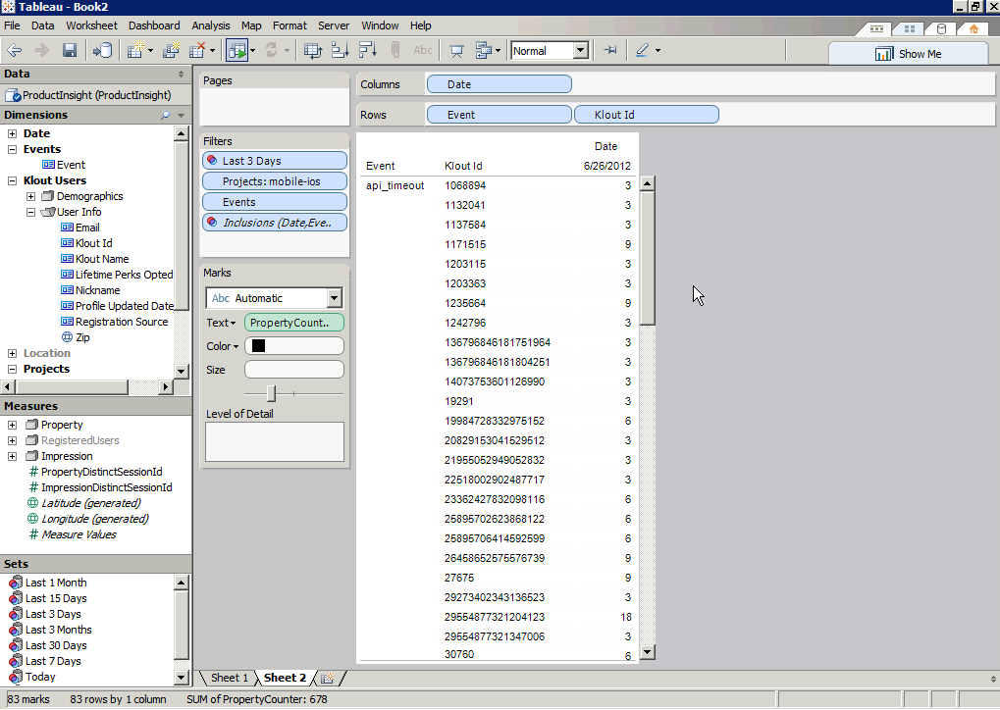 Tableau - Book2
File Data Worksheet Dashboard Analysis Map Format Server Window Help
Abc Normal Show Me
Data
ProductInsight (ProductInsight)
Dimensions
Date
Events
Event
Klout Users
Demographics
User Info
Email
Klout Id
Klout Name
Lifetime Perks Opted
Nickname
Profile Updated Date
Registration Source
Zip
Location
Projects
Measures
Property
RegisteredUsers
Impression
PropertyDistinctSessionId
ImpressionDistinctSessionId
Latitude (generated)
Longitude (generated)
Measure Values
Sets
Last 1 Month
Last 15 Days
Last 3 Days
Last 3 Months
Last 30 Days
Last 7 Days
Today
Pages
Filters
Last 3 Days
Projects: mobile-ios
Events
Inclusions (Date,Eve..
Marks
Abc Automatic
Text PropertyCount..
Color
Size
Level of Detail
Columns Date
Rows Event Klout Id
Date
Event Klout Id 6/26/2012
api_timeout 1068894 3
1132041 3
1137584 3
1171515 9
1203115 3
1203363 3
1235664 9
1242796 3
136796846181751964 3
136796846181804251 3
14073753601126990 3
19291 3
19984728332975152 6
20829153041529512 3
21955052949052832 3
22518002902487717 3
23362427832098116 6
25895702623868122 6
25895706414592599 6
26458652575576739 9
27675 9
29273402343136523 3
29554877321204123 18
29554877321347006 3
30760 6
Sheet 1 Sheet 2
83 marks 83 rows by 1 column SUM of PropertyCounter: 678